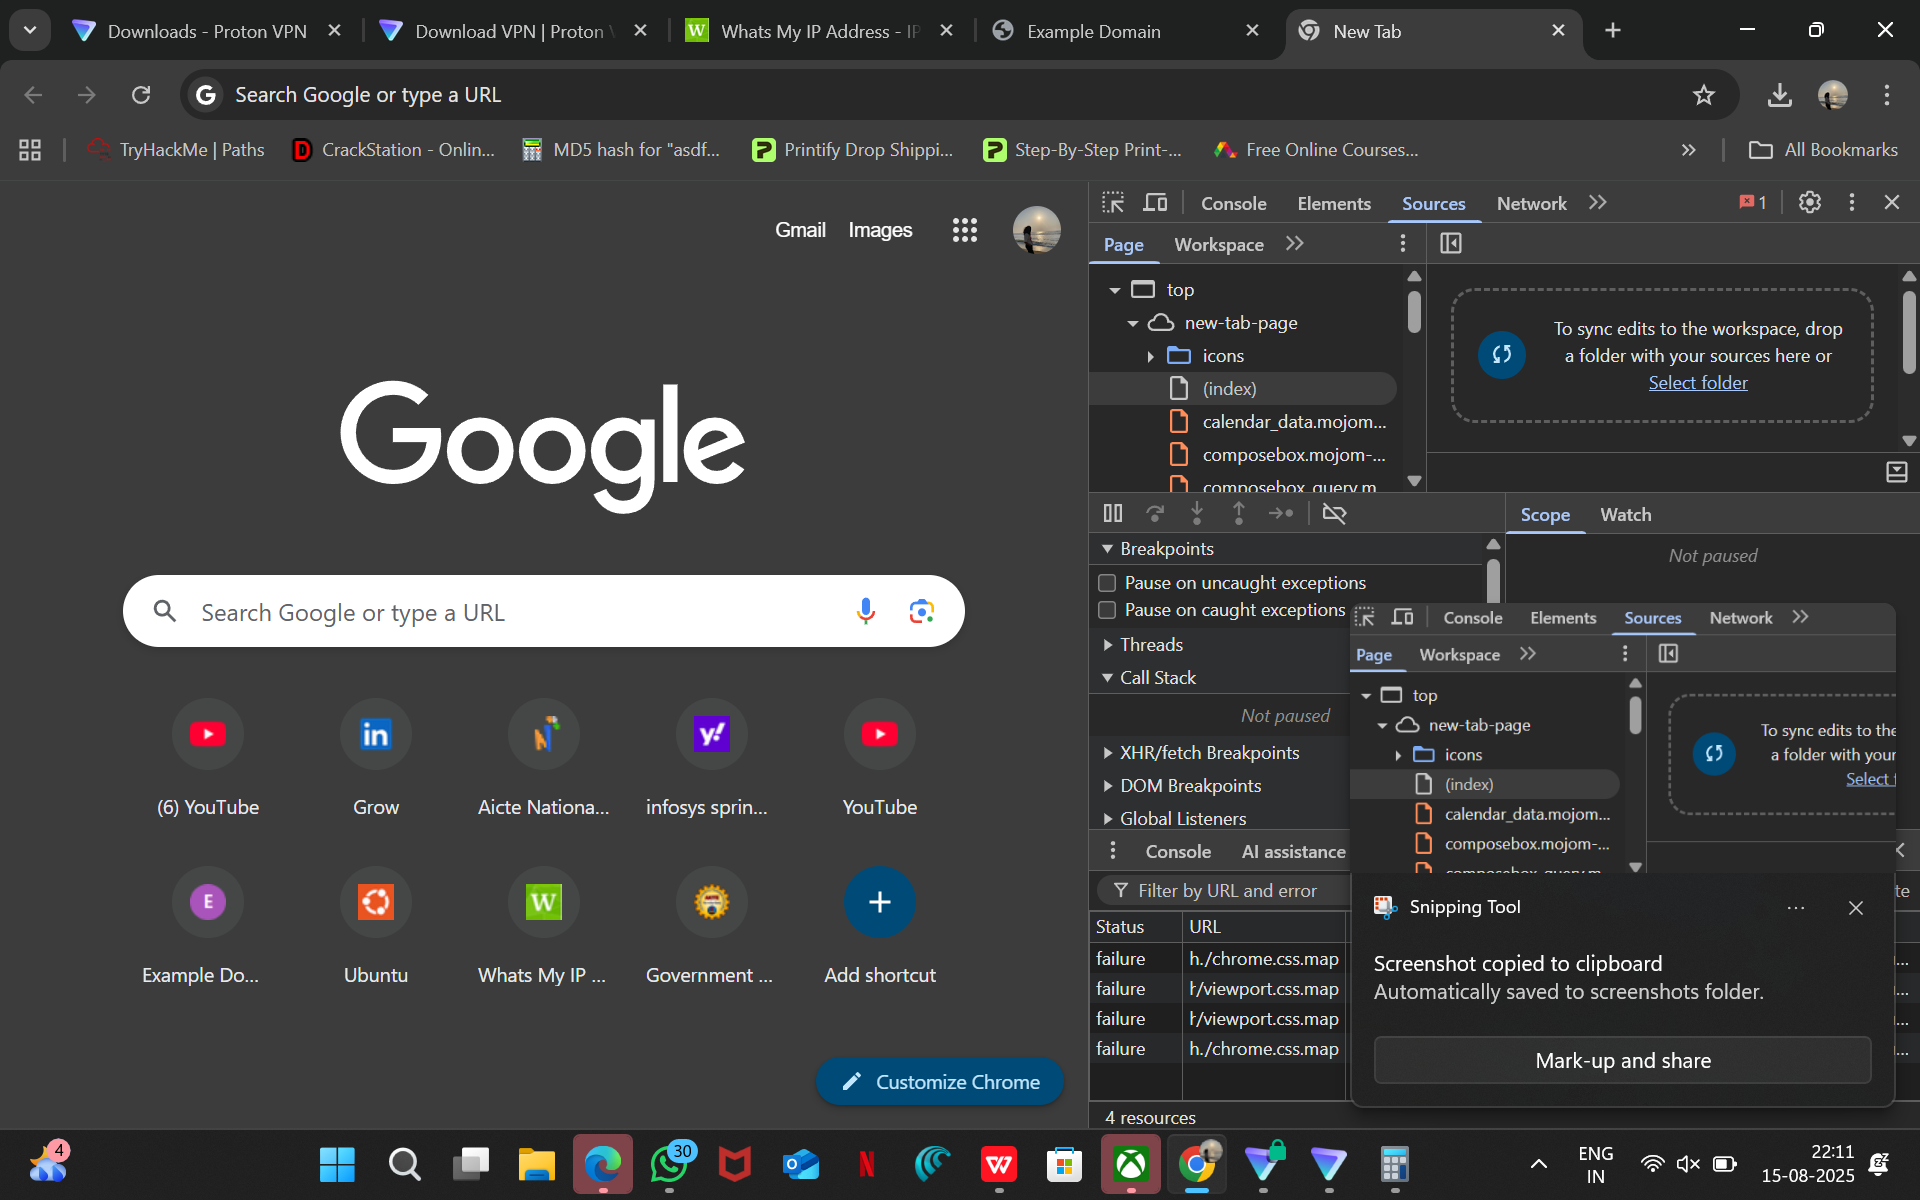 Downloads - Proton VPN
Download VPN | Proton
Whats My IP Address - IP
Example Domain
New Tab
Search Google or type a URL
TryHackMe | Paths
CrackStation - Onlin...
MD5 hash for "asdf...
Printify Drop Shippi...
Step-By-Step Print-...
Free Online Courses...
All Bookmarks
Gmail
Images
Google
Search Google or type a URL
(6) YouTube
Grow
Aicte Nationa...
infosys sprin...
YouTube
E
Example Do...
Ubuntu
Whats My IP ...
Government ...
Add shortcut
Customize Chrome
Console
Elements
Sources
Network
1
Page
Workspace
top
new-tab-page
icons
(index)
calendar_data.mojom...
composebox.mojom-...
composebox_query.m
To sync edits to the workspace, drop
a folder with your sources here or
Select folder
Scope
Watch
Not paused
Breakpoints
Pause on uncaught exceptions
Pause on caught exceptions
Threads
Call Stack
Not paused
XHR/fetch Breakpoints
DOM Breakpoints
Global Listeners
Console
AI assistance
Filter by URL and error
Status
URL
failure
h./chrome.css.map
failure
/viewport.css.map
failure
/viewport.css.map
failure
h./chrome.css.map
4 resources
Console
Elements
Sources
Network
Page
Workspace
top
new-tab-page
icons
(index)
calendar_data.mojom...
composebox.mojom-...
To sync edits to the
a folder with your
Select
Snipping Tool
Screenshot copied to clipboard
Automatically saved to screenshots folder.
Mark-up and share
4
30
ENG
IN
22:11
15-08-2025